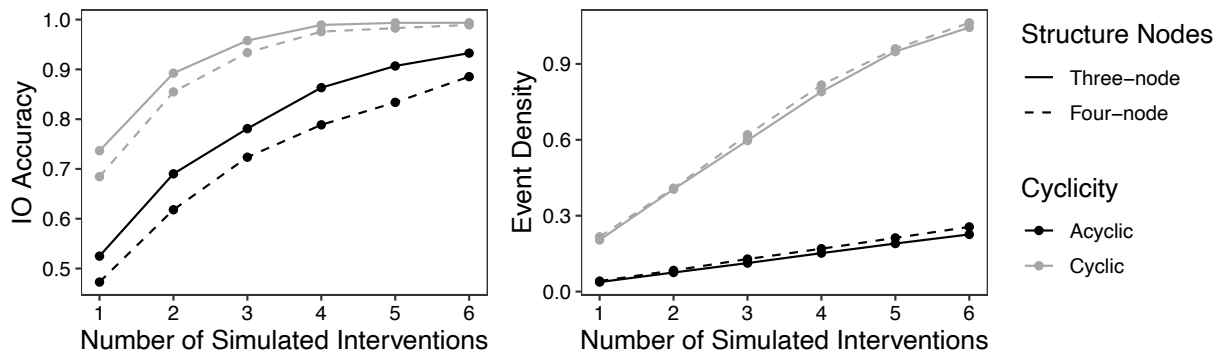 IO Accuracy
1.0
0.9
0.8
0.7
0.6
0.5
1 2 3 4 5 6
Number of Simulated Interventions
Event Density
0.9
0.6
0.3
0.0
1 2 3 4 5 6
Number of Simulated Interventions
Structure Nodes
Three−node
Four−node
Cyclicity
Acyclic
Cyclic